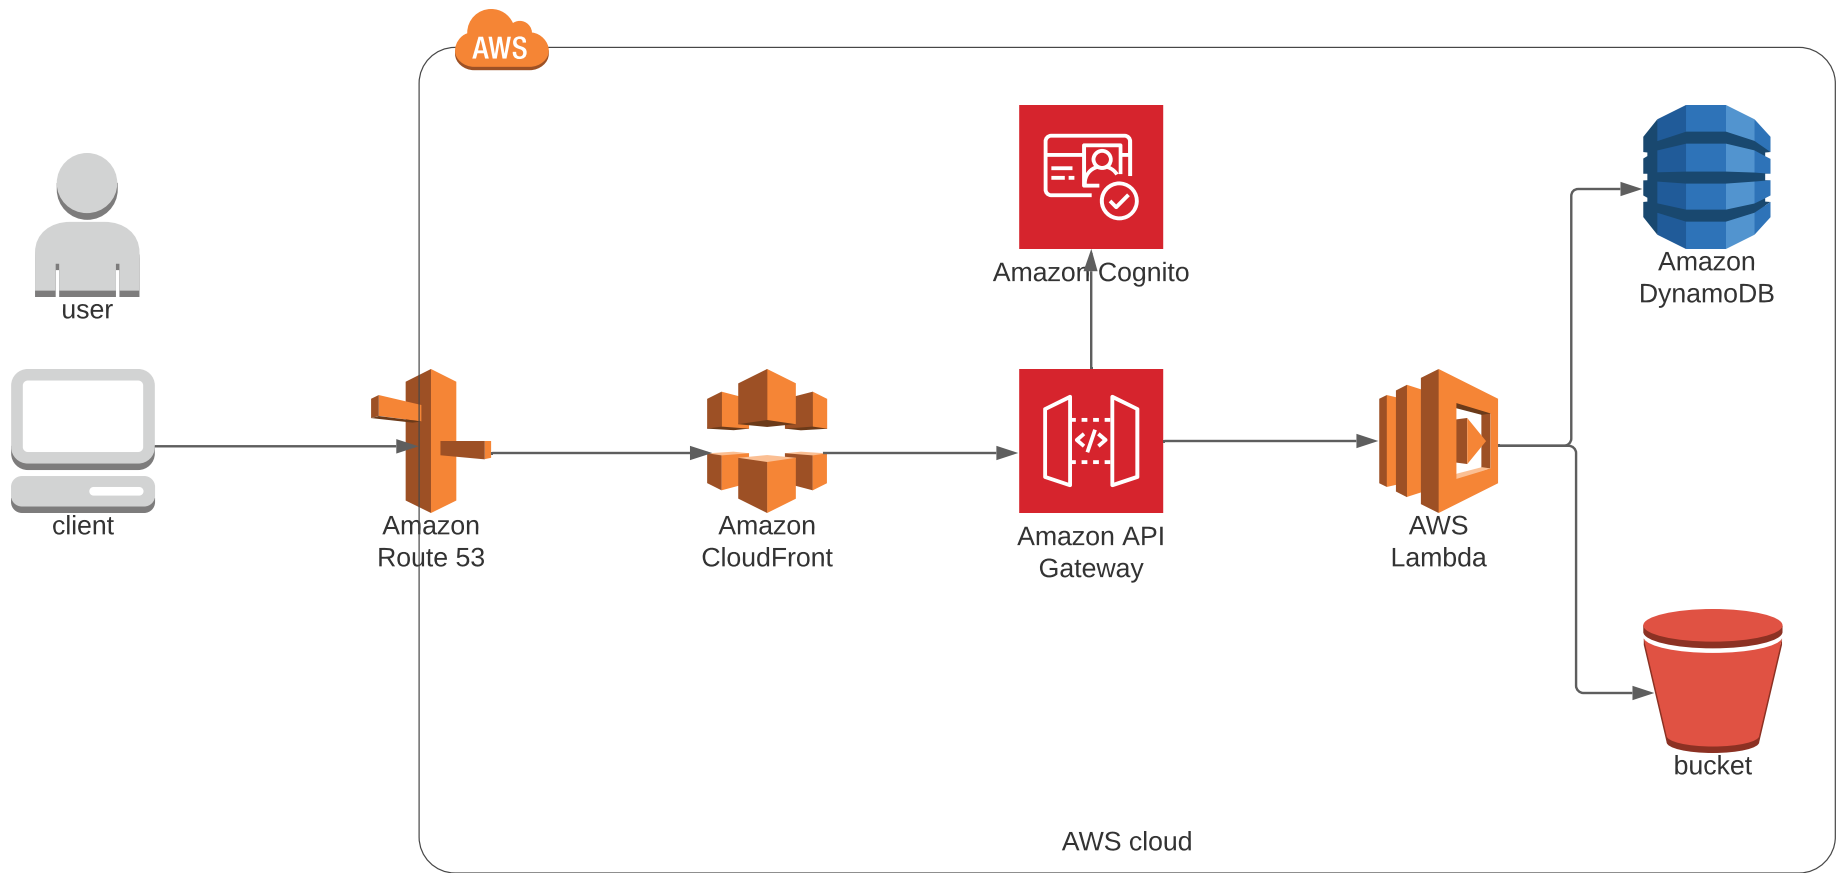 AWS
user
client
Amazon
Route 53
Amazon
CloudFront
Amazon Cognito
Amazon API
Gateway
AWS
Lambda
Amazon
DynamoDB
bucket
AWS cloud